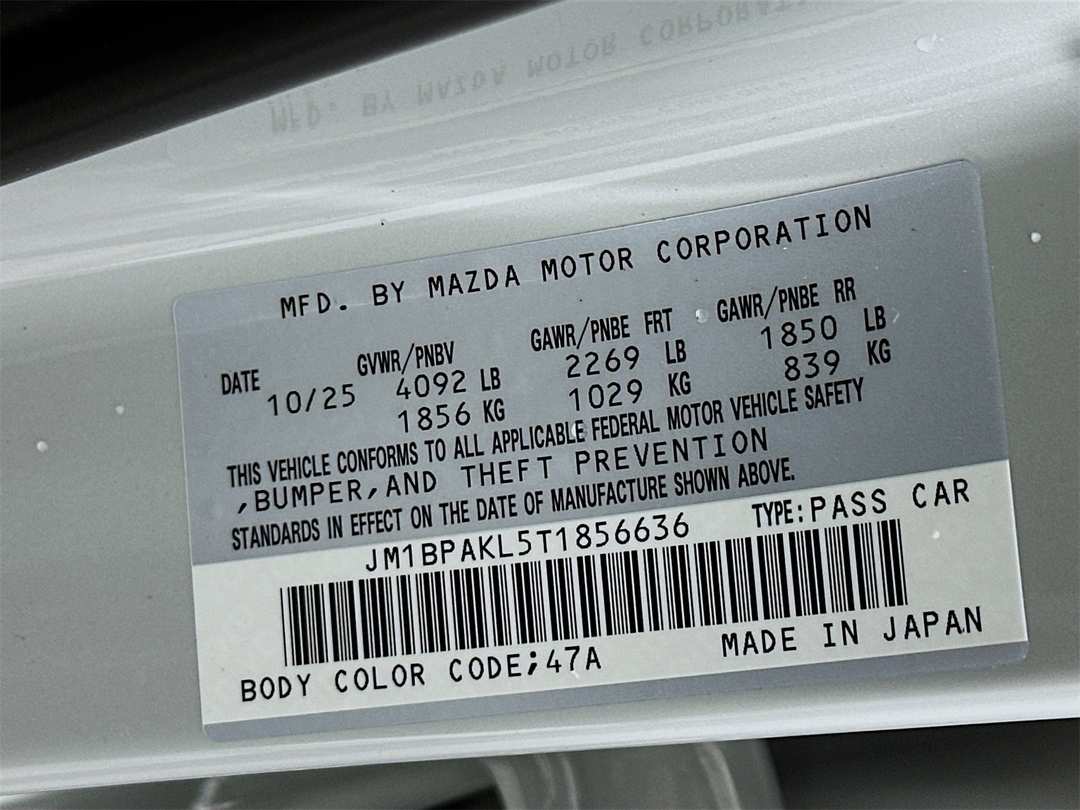 MFD. BY MAZDA MOTOR CORPORATION
DATE GVWR/PNBV GAWR/PNBE FRT GAWR/PNBE RR
10/25 4092 LB 2269 LB 1850 LB
1856 KG 1029 KG 839 KG
THIS VEHICLE CONFORMS TO ALL APPLICABLE FEDERAL MOTOR VEHICLE SAFETY
,BUMPER,AND THEFT PREVENTION
STANDARDS IN EFFECT ON THE DATE OF MANUFACTURE SHOWN ABOVE.
JM1BPAKL5T1856636 TYPE:PASS CAR
BODY COLOR CODE;47A MADE IN JAPAN